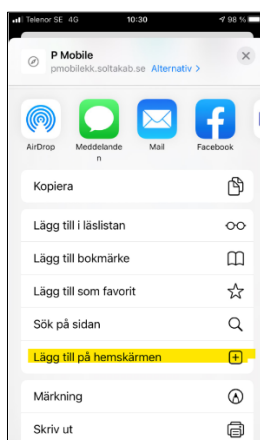 Telenor SE 4G 10:30 98 %
P Mobile
pmobilekk.soltakab.se Alternativ >
AirDrop Meddelande Mail Facebook
n
Kopiera
Lägg till i läslistan
Lägg till bokmärke
Lägg till som favorit
Sök på sidan
Lägg till på hemskärmen
Märkning
Skriv ut